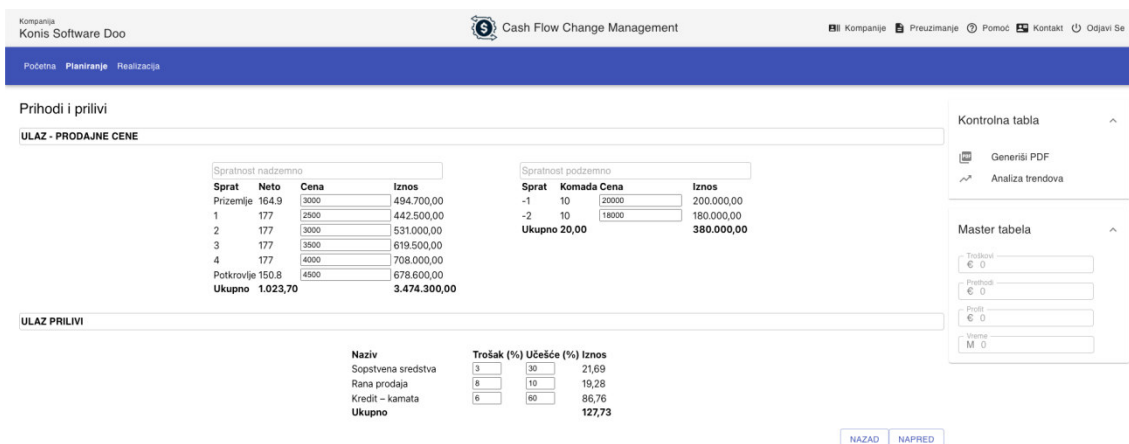 Kompanija
Konis Software Doo
Cash Flow Change Management
Kompanije Preuzimanje Pomoć Kontakt Odjavi Se
Početna Planiranje Realizacija
Prihodi i prilivi
ULAZ - PRODAJNE CENE
Spratnost nadzemno
Sprat Neto Cena Iznos
Prizemlje 164.9 3000 494.700,00
1 177 2500 442.500,00
2 177 3000 531.000,00
3 177 3500 619.500,00
4 177 4000 708.000,00
Potkrovlje 150.8 4500 678.600,00
Ukupno 1.023,70 3.474.300,00
Spratnost podzemno
Sprat Komada Cena Iznos
-1 10 20000 200.000,00
-2 10 18000 180.000,00
Ukupno 20,00 380.000,00
ULAZ PRILIVI
Naziv Trošak (%) Učešće (%) Iznos
Sopstvena sredstva 3 30 21,69
Rana prodaja 8 10 19,28
Kredit – kamata 6 60 86,76
Ukupno 127,73
NAZAD NAPRED
Kontrolna tabla
PDF Generiši PDF
Analiza trendova
Master tabela
Troškovi
€ 0
Prethodi
€ 0
Profit
€ 0
Vreme
M 0